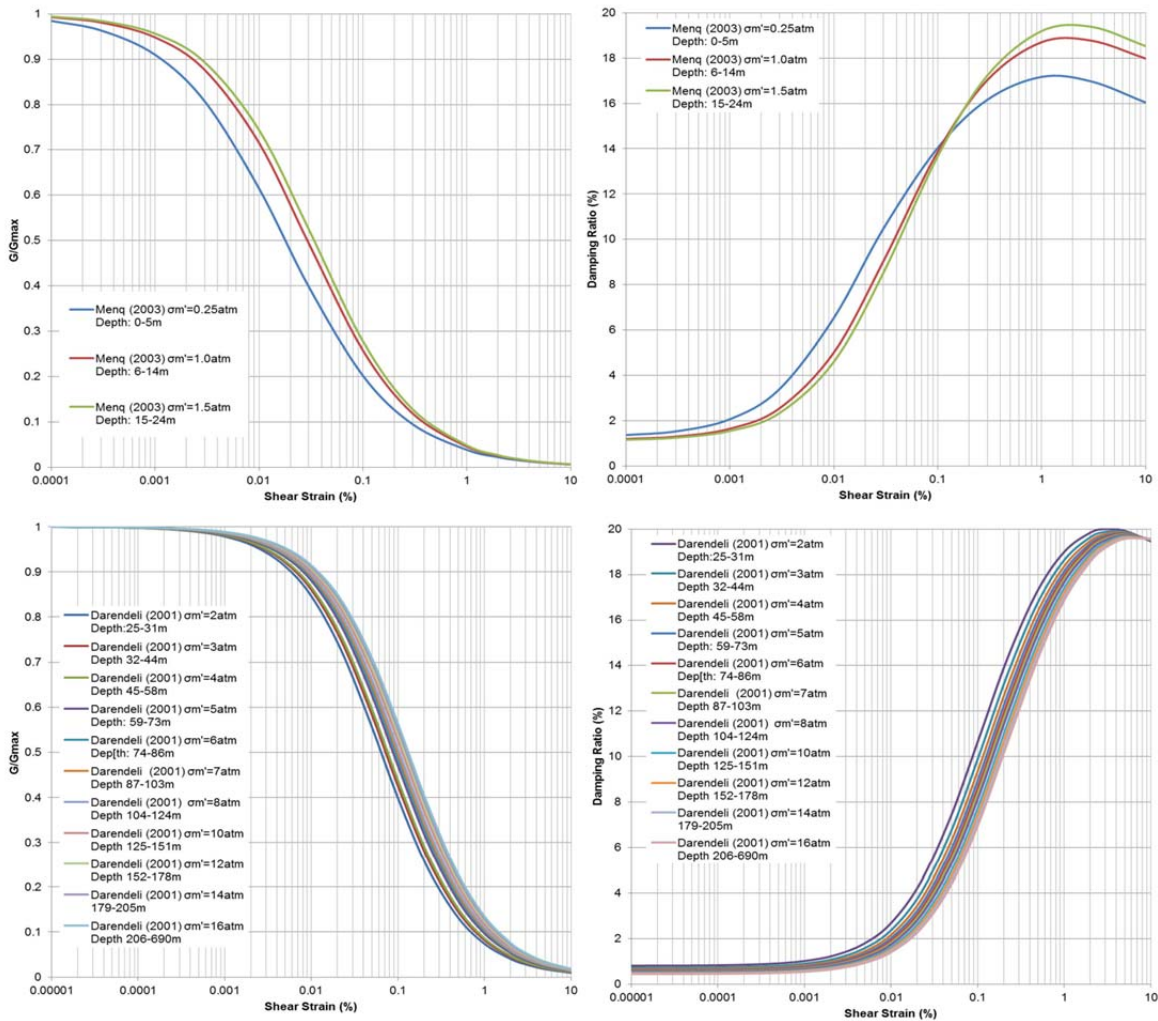 1
0.9
0.8
0.7
0.6
0.5
0.4
0.3
0.2
0.1
0
G/Gmax
Menq (2003) σm'=0.25atm
Depth: 0-5m
Menq (2003) σm'=1.0atm
Depth: 6-14m
Menq (2003) σm'=1.5atm
Depth: 15-24m
0.0001 0.001 0.01 0.1 1 10
Shear Strain (%)
20
18
16
14
12
10
8
6
4
2
0
Damping Ratio (%)
Menq (2003) σm'=0.25atm
Depth: 0-5m
Menq (2003) σm'=1.0atm
Depth: 6-14m
Menq (2003) σm'=1.5atm
Depth: 15-24m
0.0001 0.001 0.01 0.1 1 10
Shear Strain (%)
1
0.9
0.8
0.7
0.6
0.5
0.4
0.3
0.2
0.1
0
G/Gmax
Darendeli (2001) σm'=2atm
Depth:25-31m
Darendeli (2001) σm'=3atm
Depth 32-44m
Darendeli (2001) σm'=4atm
Depth 45-58m
Darendeli (2001) σm'=5atm
Depth: 59-73m
Darendeli (2001) σm'=6atm
Dep[th: 74-86m
Darendeli (2001) σm'=7atm
Depth 87-103m
Darendeli (2001) σm'=8atm
Depth 104-124m
Darendeli (2001) σm'=10atm
Depth 125-151m
Darendeli (2001) σm'=12atm
Depth 152-178m
Darendeli (2001) σm'=14atm
179-205m
Darendeli (2001) σm'=16atm
Depth 206-690m
0.00001 0.0001 0.001 0.01 0.1 1 10
Shear Strain (%)
20
18
16
14
12
10
8
6
4
2
0
Damping Ratio (%)
Darendeli (2001) σm'=2atm
Depth:25-31m
Darendeli (2001) σm'=3atm
Depth 32-44m
Darendeli (2001) σm'=4atm
Depth 45-58m
Darendeli (2001) σm'=5atm
Depth: 59-73m
Darendeli (2001) σm'=6atm
Dep[th: 74-86m
Darendeli (2001) σm'=7atm
Depth 87-103m
Darendeli (2001) σm'=8atm
Depth 104-124m
Darendeli (2001) σm'=10atm
Depth 125-151m
Darendeli (2001) σm'=12atm
Depth 152-178m
Darendeli (2001) σm'=14atm
179-205m
Darendeli (2001) σm'=16atm
Depth 206-690m
0.00001 0.0001 0.001 0.01 0.1 1 10
Shear Strain (%)